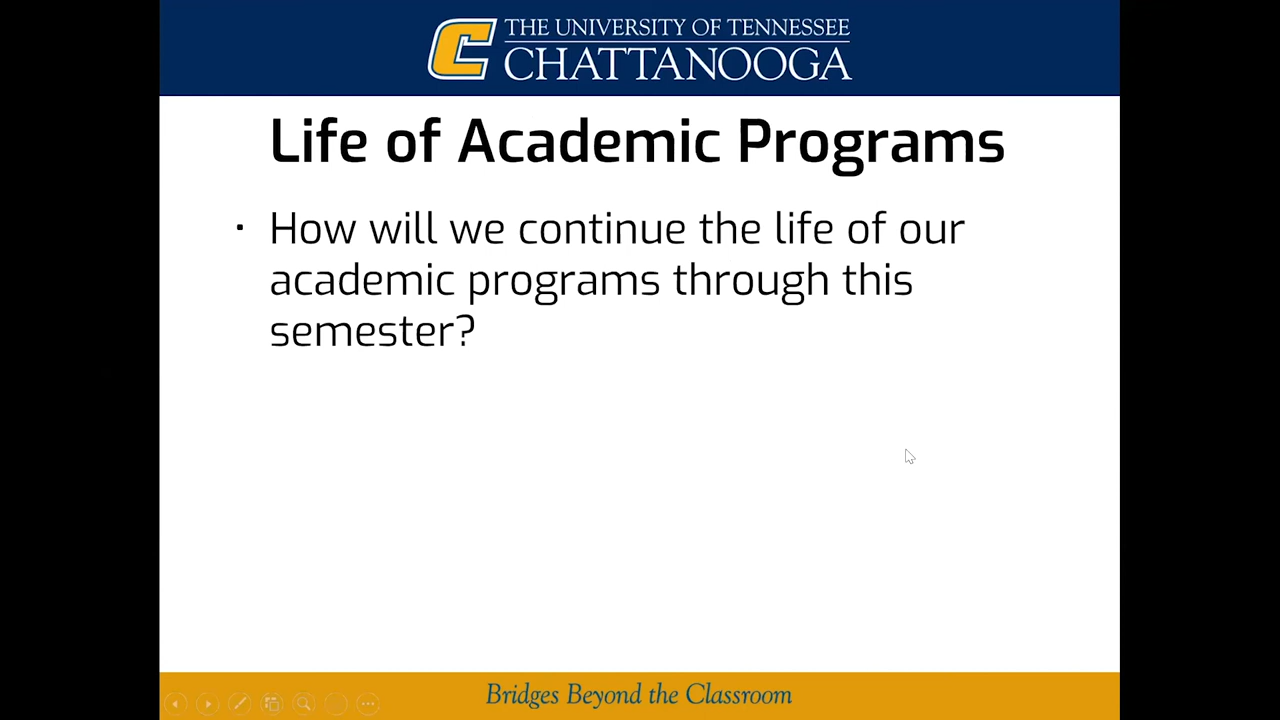 THE UNIVERSITY OF TENNESSEE
CHATTANOOGA
Life of Academic Programs
· How will we continue the life of our
academic programs through this
semester?
Bridges Beyond the Classroom